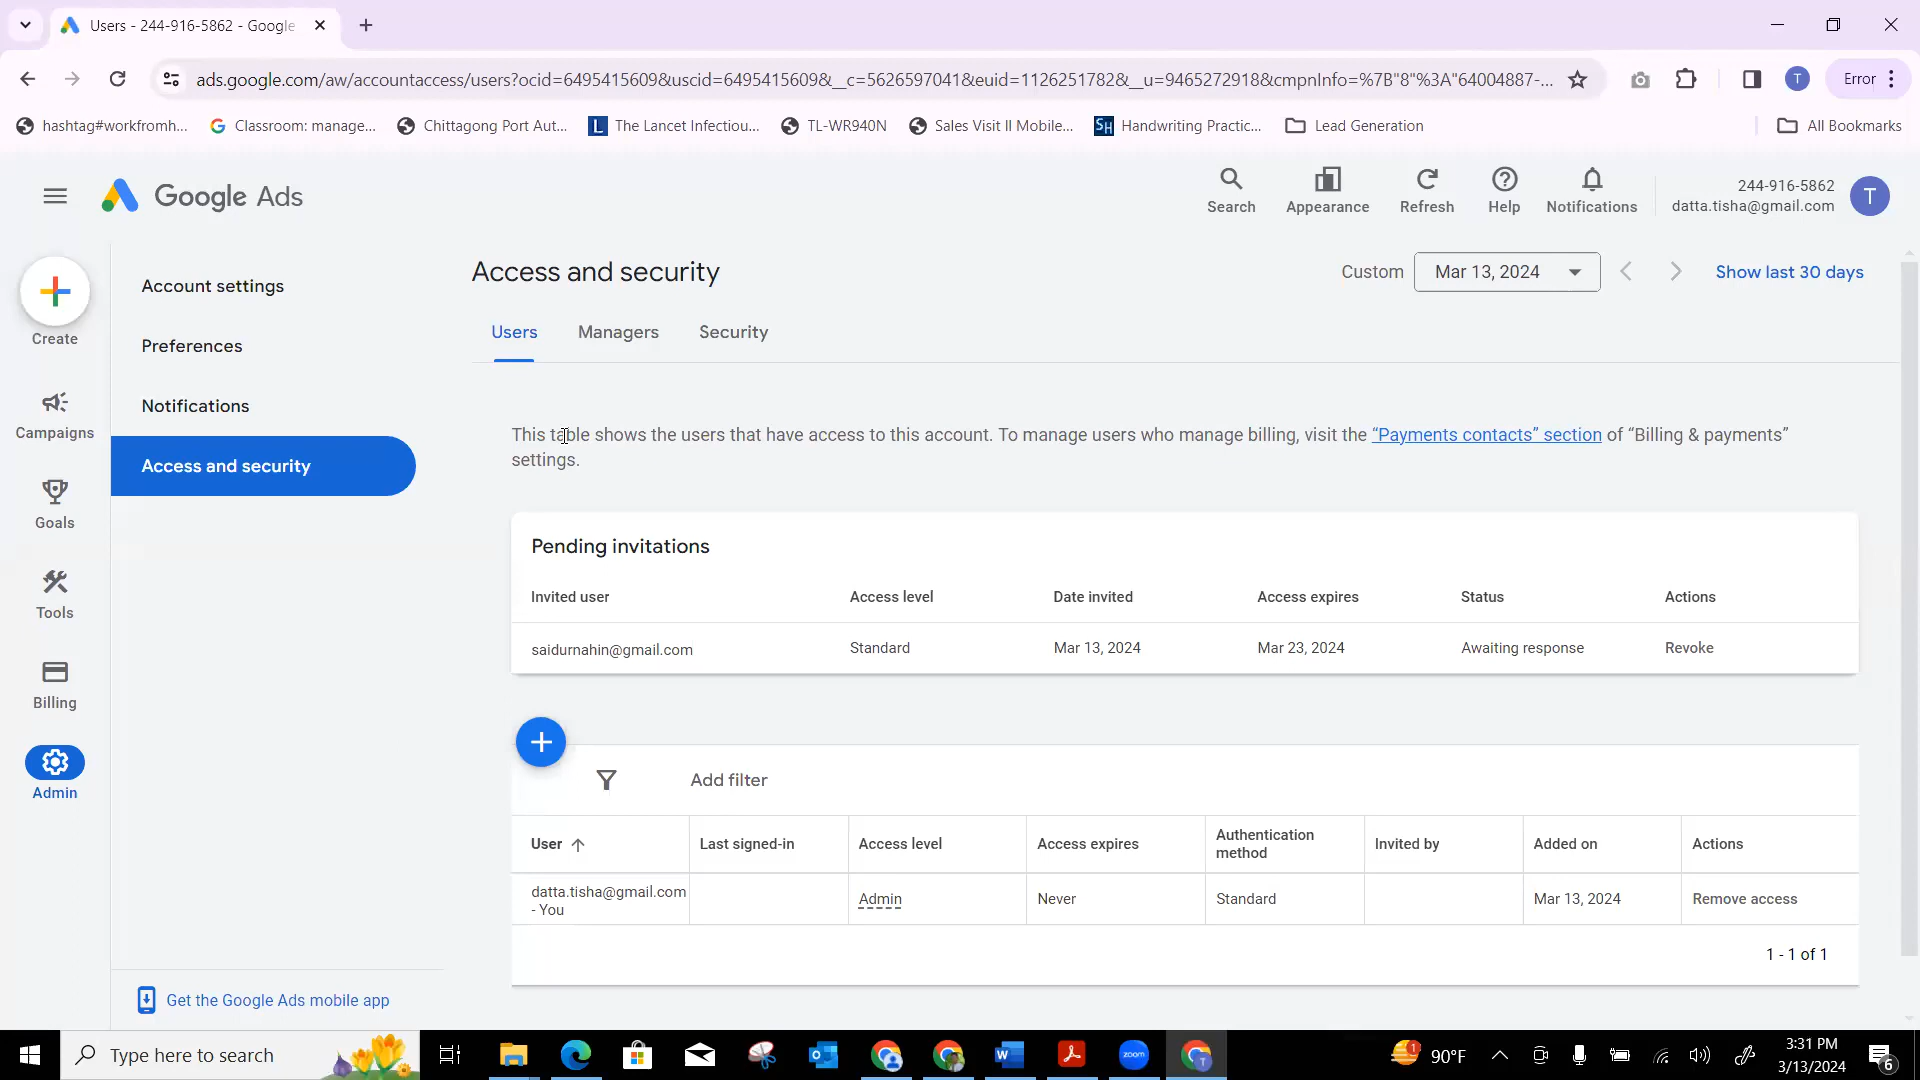 Users - 244-916-5862 - Google
ads.google.com/aw/accountaccess/users?ocid=6495415609&uscid=6495415609&__c=5626597041&euid=1126251782&__u=9465272918&cmpnInfo=%7B"8"%3A"64004887-...
T
Error
hashtag#workfromh...
Classroom: manage...
Chittagong Port Aut...
L
The Lancet Infectiou...
TL-WR940N
Sales Visit II Mobile...
SH
Handwriting Practic...
Lead Generation
All Bookmarks
Google Ads
Search
Appearance
Refresh
Help
Notifications
244-916-5862
datta.tisha@gmail.com
T
Create
Campaigns
Goals
Tools
Billing
Admin
Account settings
Preferences
Notifications
Access and security
Get the Google Ads mobile app
Access and security
Custom
Mar 13, 2024
Show last 30 days
Users
Managers
Security
This table shows the users that have access to this account. To manage users who manage billing, visit the “Payments contacts” section of “Billing & payments”
settings.
Pending invitations
Invited user Access level Date invited Access expires Status Actions
saidurnahin@gmail.com Standard Mar 13, 2024 Mar 23, 2024 Awaiting response Revoke
Add filter
User Last signed-in Access level Access expires Authentication method Invited by Added on Actions
datta.tisha@gmail.com - You Admin Never Standard Mar 13, 2024 Remove access
1 - 1 of 1
Type here to search
zoom
T
1
90°F
3:31 PM
3/13/2024
6